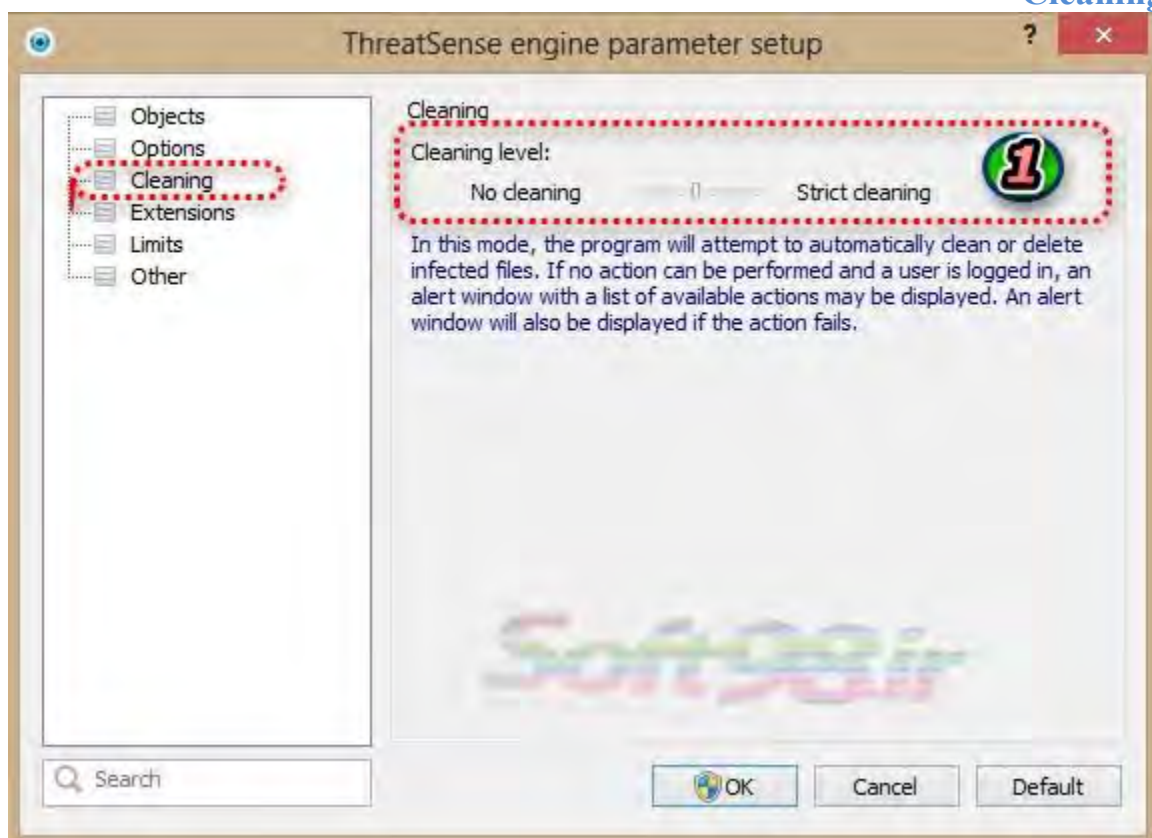 Cleaning
ThreatSense engine parameter setup
?
Objects
Options
Cleaning
Extensions
Limits
Other
Search
Cleaning
Cleaning level:
No cleaning
Strict cleaning
1
In this mode, the program will attempt to automatically clean or delete
infected files. If no action can be performed and a user is logged in, an
alert window with a list of available actions may be displayed. An alert
window will also be displayed if the action fails.
Soft98.ir
OK
Cancel
Default